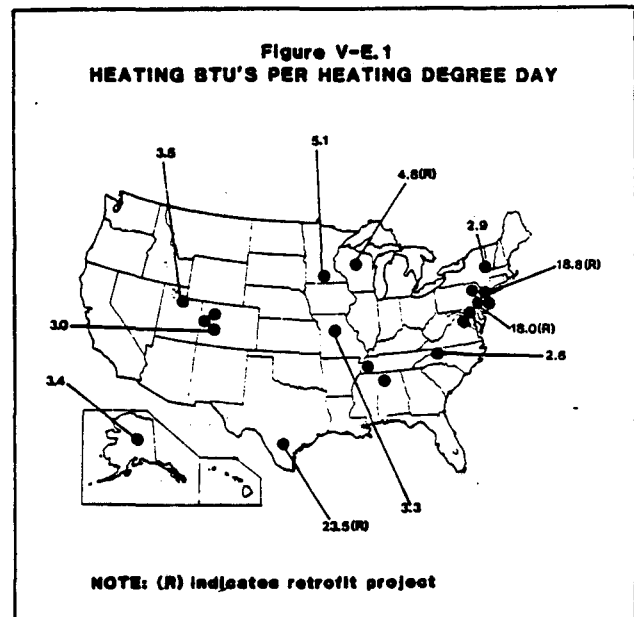 Figure V-E.1
HEATING BTU'S PER HEATING DEGREE DAY
5.1
3.5
4.8(R)
2.9
18.8(R)
18.0(R)
3.0
2.6
3.4
3.3
23.5(R)
NOTE: (R) indicates retrofit project